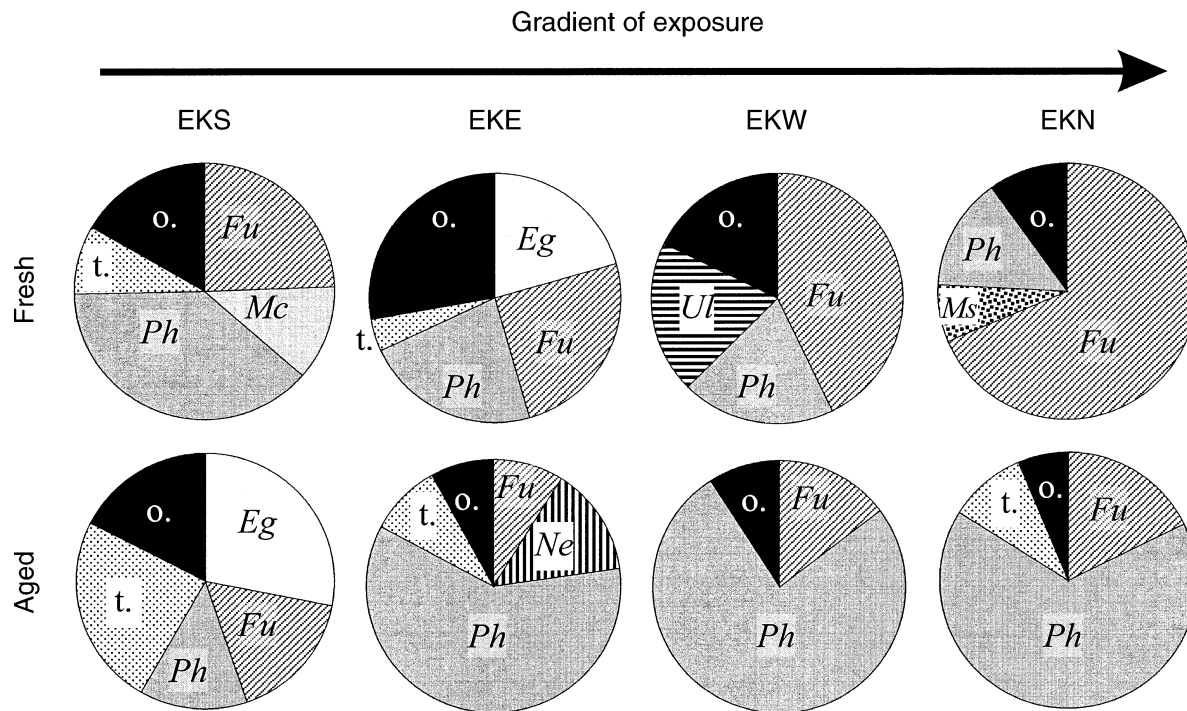 Gradient of exposure
EKS EKE EKW EKN
Fresh
o. Fu Mc Ph t.
o. Eg Fu Ph t.
o. Fu Ph Ul
o. Fu Ms Ph
Aged
o. Eg Fu Ph t.
o. Fu Ne Ph t.
o. Fu Ph
o. Fu Ph t.